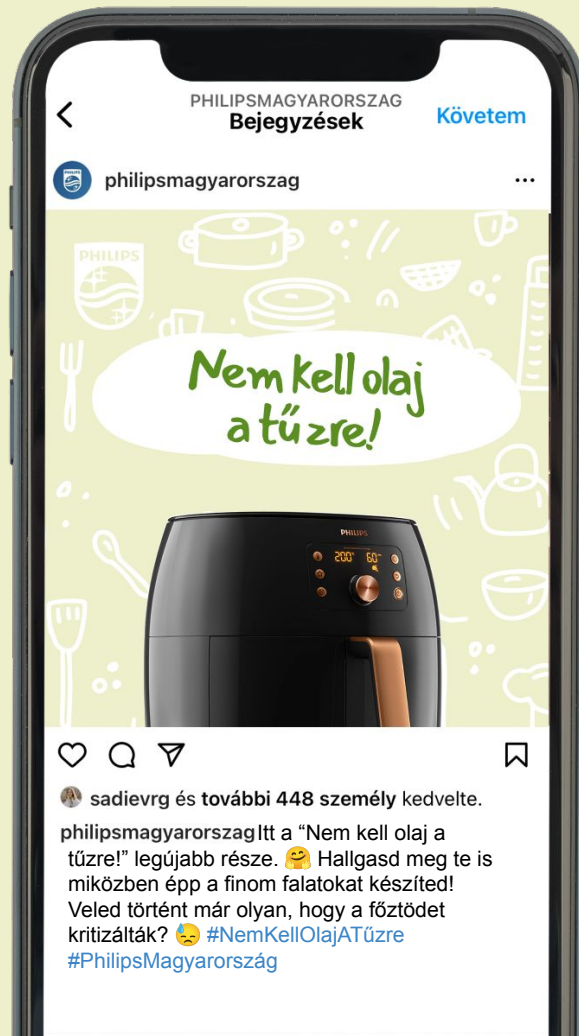 PHILIPSMAGYARORSZAG
Bejegyzések
Követem
philipsmagyarorszag
PHILIPS
Nem kell olaj
a tűzre!
PHILIPS
200° 60
sadievrg és további 448 személy kedvelte.
philipsmagyarorszag Itt a “Nem kell olaj a
tűzre!” legújabb része. 🤗 Hallgasd meg te is
miközben épp a finom falatokat készíted!
Veled történt már olyan, hogy a főztödet
kritizálták? 😓 #NemKellOlajATűzre
#PhilipsMagyarország